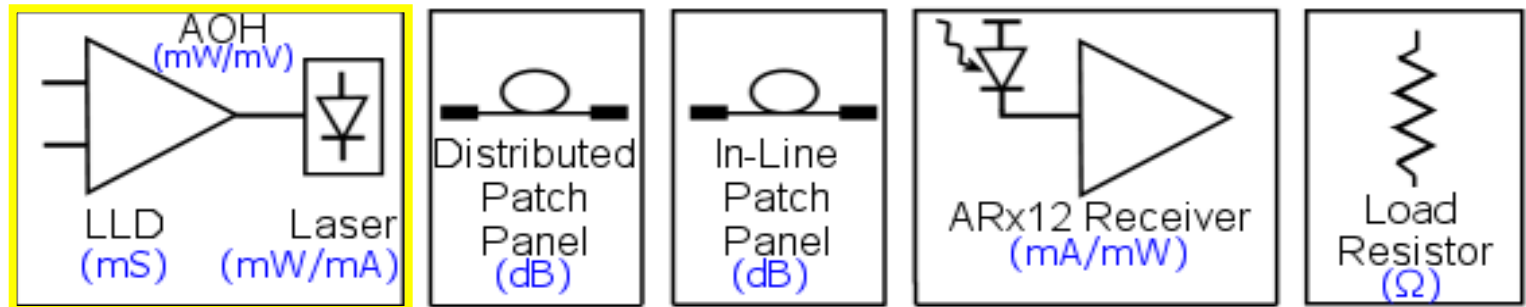 AOH
(mW/mV)
LLD
(mS)
Laser
(mW/mA)
Distributed
Patch
Panel
(dB)
In-Line
Patch
Panel
(dB)
ARx12 Receiver
(mA/mW)
Load
Resistor
(Ω)